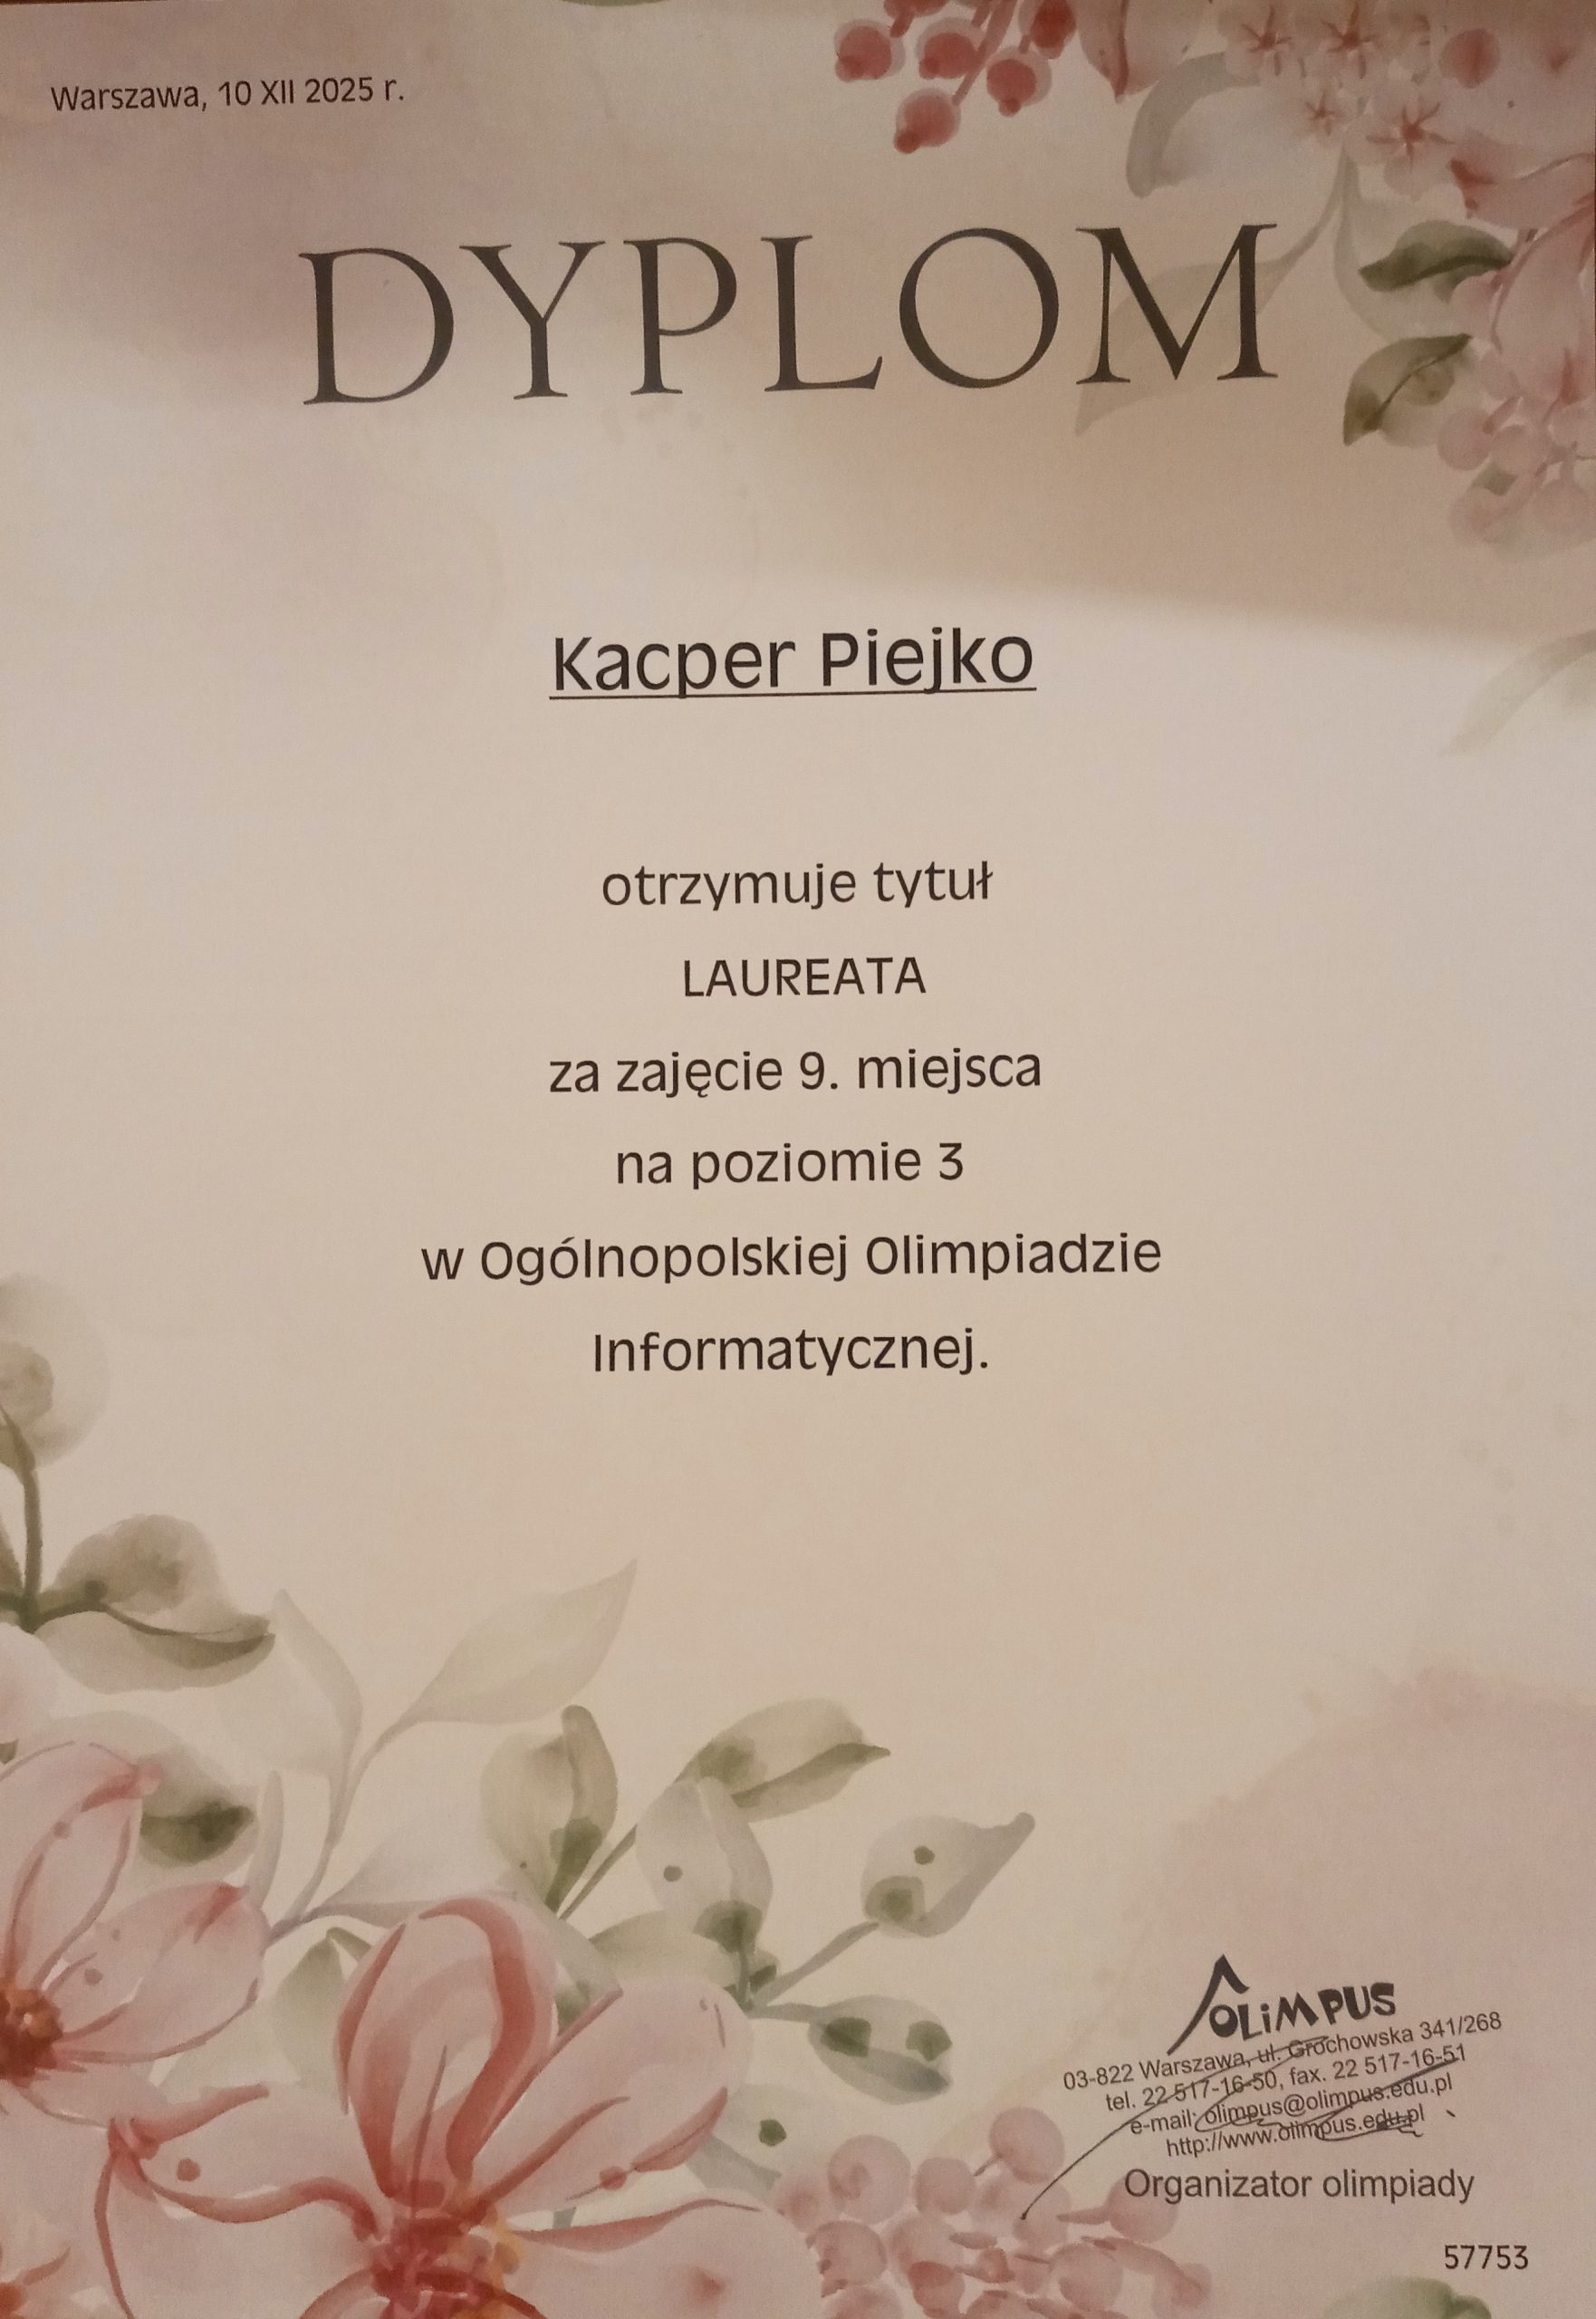 Warszawa, 10 XII 2025 r.
DYPLOM
Kacper Piejko
otrzymuje tytuł
LAUREATA
za zajęcie 9. miejsca
na poziomie 3
w Ogólnopolskiej Olimpiadzie
Informatycznej.
OLiMPUS
03-822 Warszawa, ul. Grochowska 341/268
tel. 22 517-16-50, fax. 22 517-16-51
e-mail: olimpus@olimpus.edu.pl
http://www.olimpus.edu.pl
Organizator olimpiady
57753